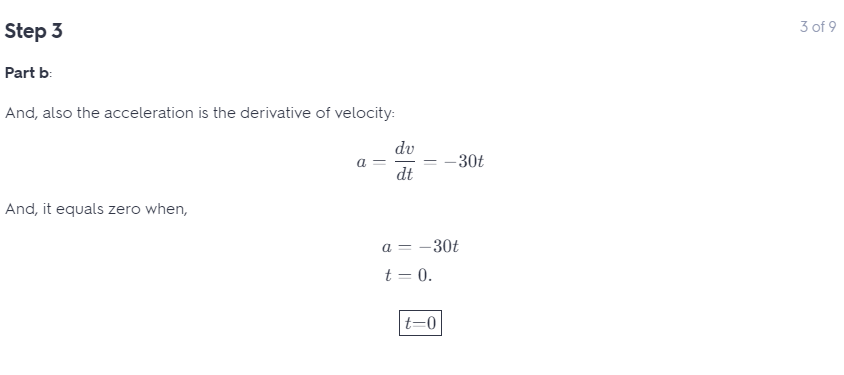 Step 3
3 of 9
Part b:
And, also the acceleration is the derivative of velocity:
a = dv/dt = −30t
And, it equals zero when,
a = −30t
t = 0.
t=0